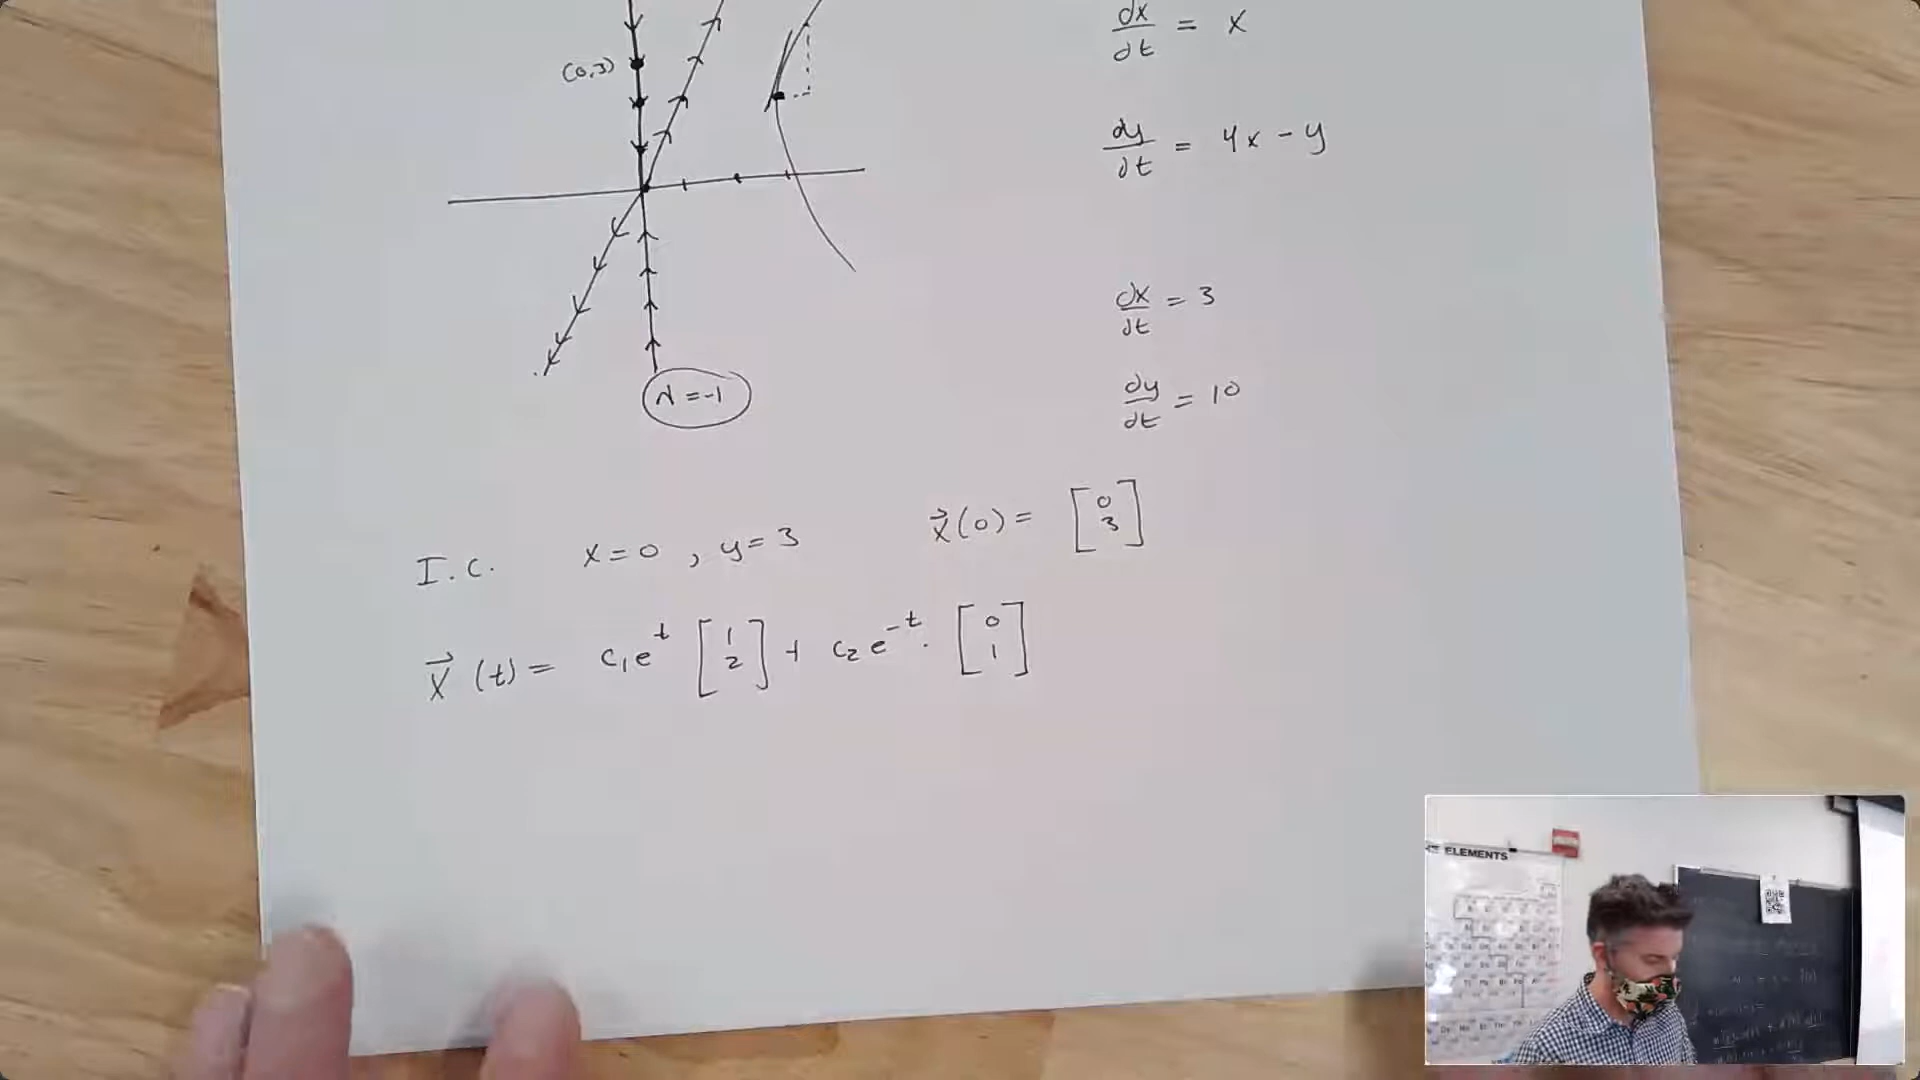 dx/dt = x
(0,3)
dy/dt = 4x - y
dx/dt = 3
λ = -1
dy/dt = 10
I.C. x = 0 , y = 3 x⃗(0) = [0 3]
x⃗(t) = c₁e^t [1 2] + c₂e^-t · [0 1]
ELEMENTS